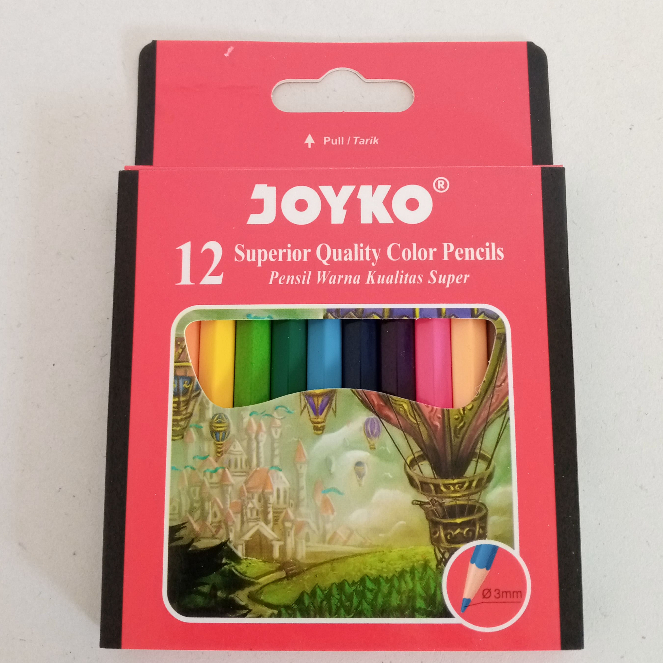 Pull / Tarik
JOYKO®
12 Superior Quality Color Pencils
Pensil Warna Kualitas Super
Ø 3mm